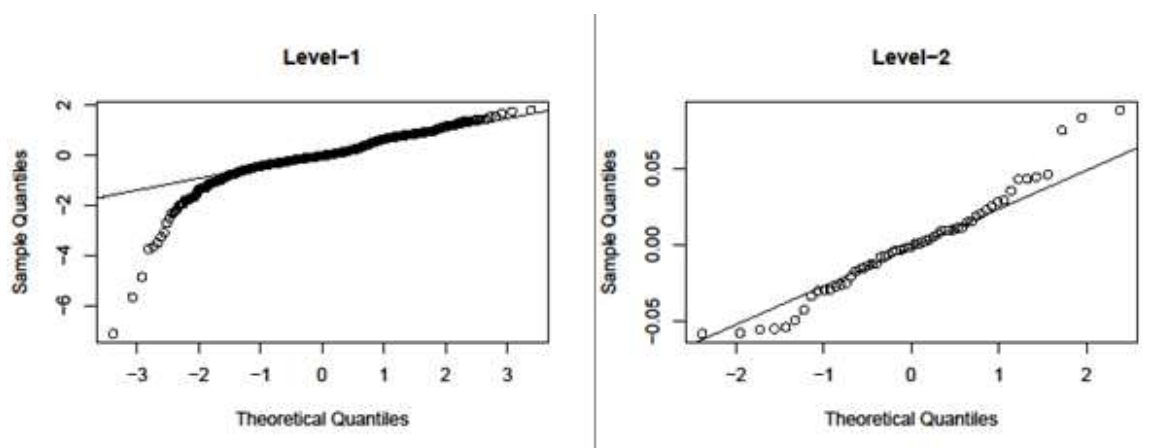 Level−1
Sample Quantiles
2
0
−2
−4
−6
−3 −2 −1 0 1 2 3
Theoretical Quantiles
Level−2
Sample Quantiles
0.05
0.00
−0.05
−2 −1 0 1 2
Theoretical Quantiles